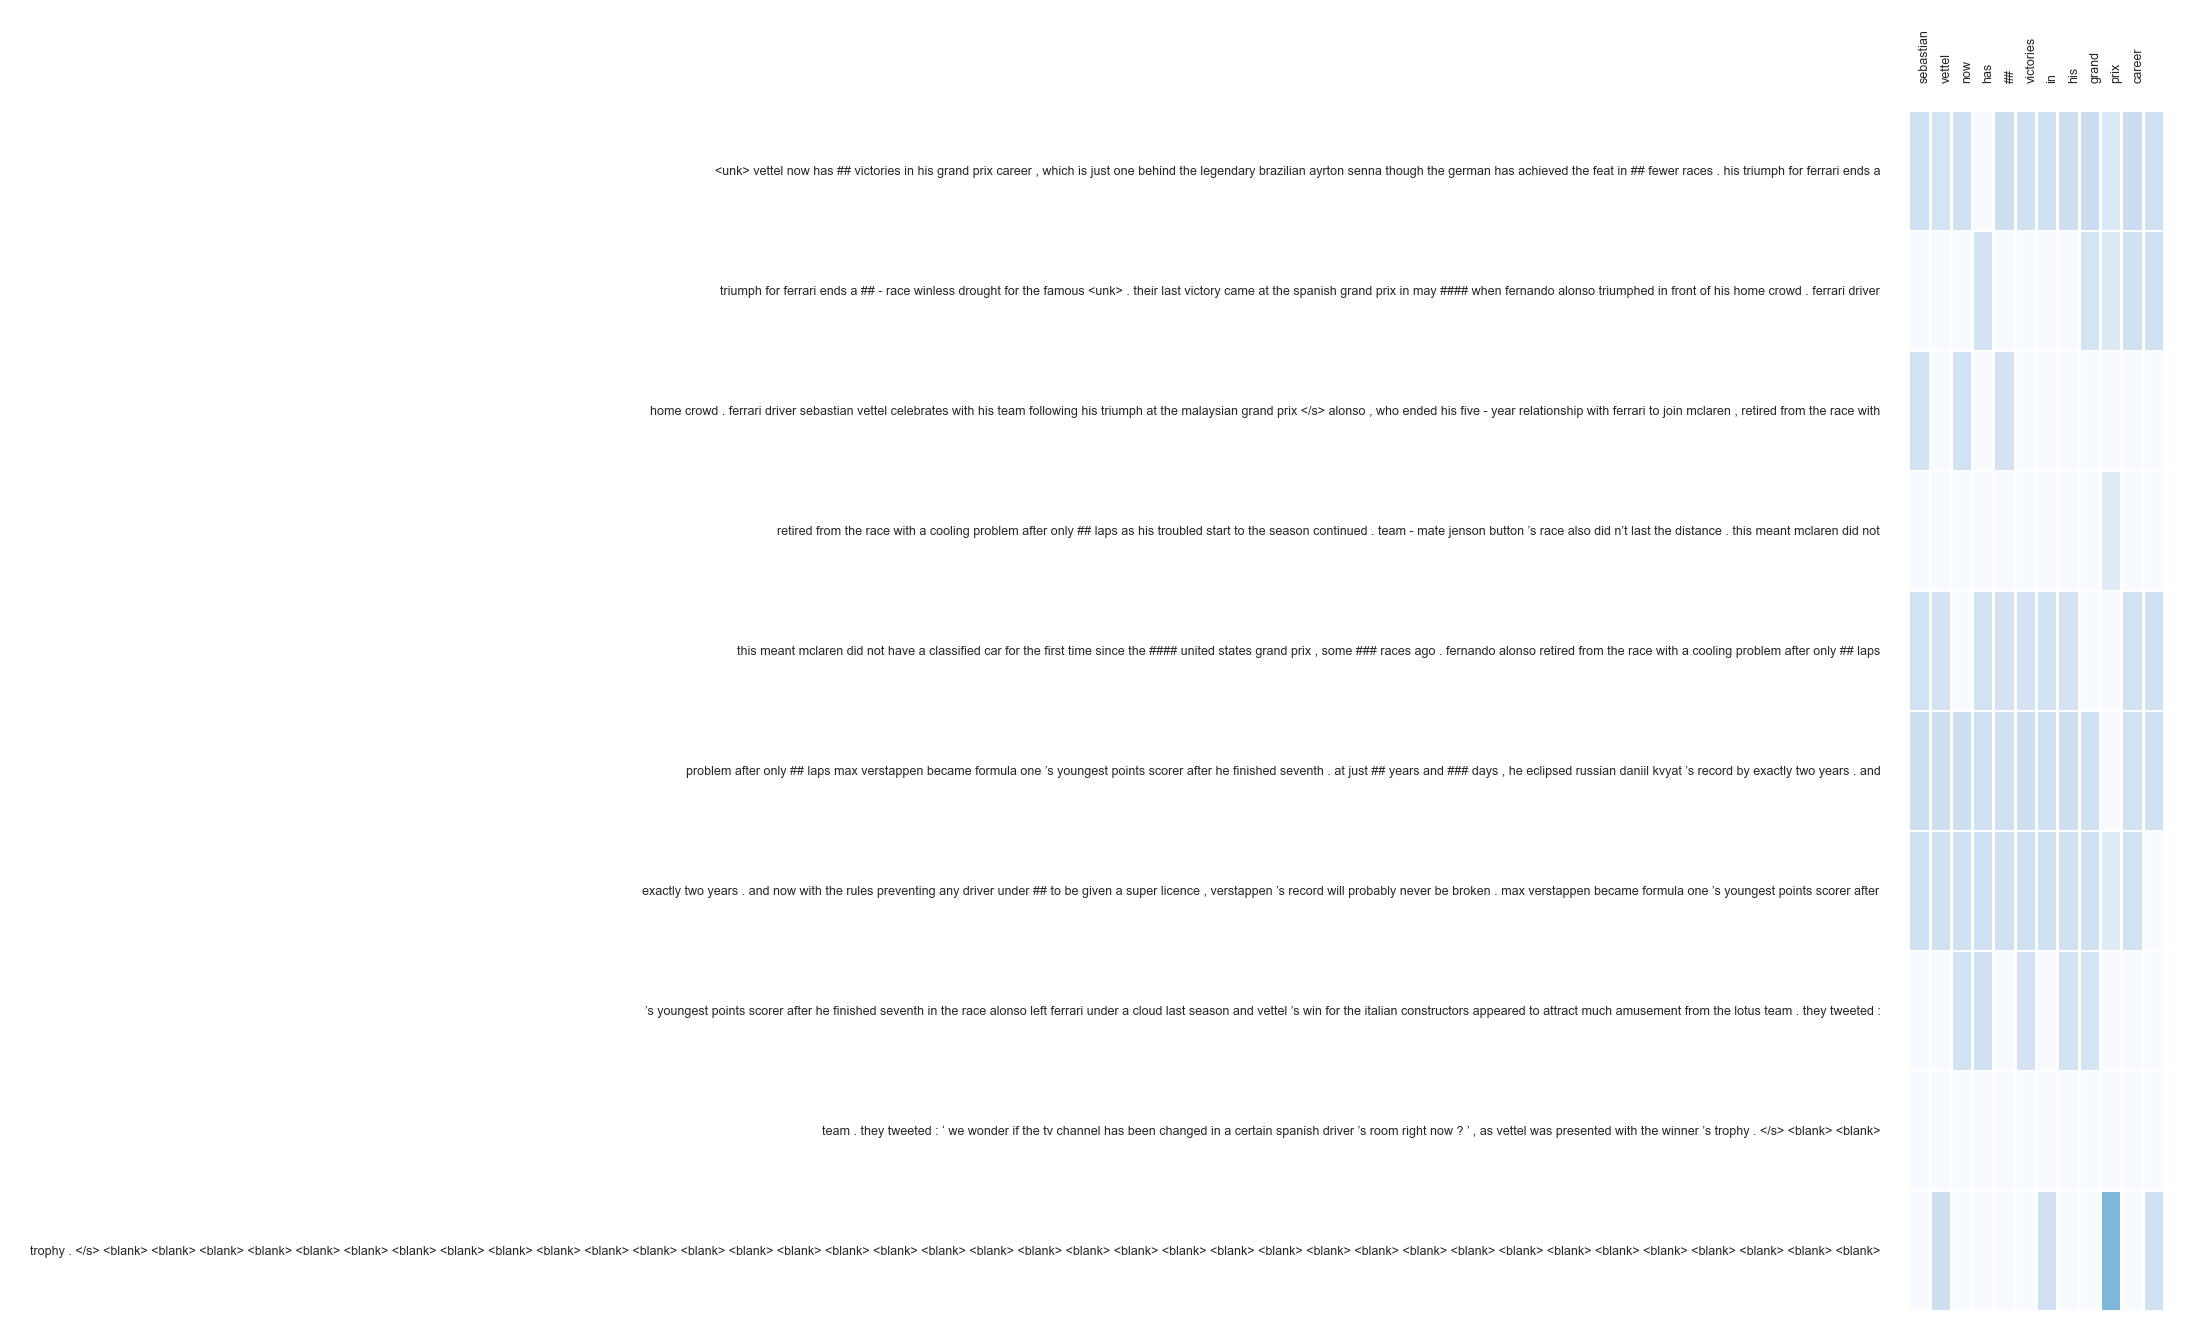 sebastian
vettel
now
has
##
victories
in
his
grand
prix
career
<unk> vettel now has ## victories in his grand prix career , which is just one behind the legendary brazilian ayrton senna though the german has achieved the feat in ## fewer races . his triumph for ferrari ends a
triumph for ferrari ends a ## - race winless drought for the famous <unk> . their last victory came at the spanish grand prix in may #### when fernando alonso triumphed in front of his home crowd . ferrari driver
home crowd . ferrari driver sebastian vettel celebrates with his team following his triumph at the malaysian grand prix </s> alonso , who ended his five - year relationship with ferrari to join mclaren , retired from the race with
retired from the race with a cooling problem after only ## laps as his troubled start to the season continued . team - mate jenson button ’s race also did n’t last the distance . this meant mclaren did not
this meant mclaren did not have a classified car for the first time since the #### united states grand prix , some ### races ago . fernando alonso retired from the race with a cooling problem after only ## laps
problem after only ## laps max verstappen became formula one ’s youngest points scorer after he finished seventh . at just ## years and ### days , he eclipsed russian daniil kvyat ’s record by exactly two years . and
exactly two years . and now with the rules preventing any driver under ## to be given a super licence , verstappen ’s record will probably never be broken . max verstappen became formula one ’s youngest points scorer after
’s youngest points scorer after he finished seventh in the race alonso left ferrari under a cloud last season and vettel ’s win for the italian constructors appeared to attract much amusement from the lotus team . they tweeted :
team . they tweeted : ‘ we wonder if the tv channel has been changed in a certain spanish driver ’s room right now ? ’ , as vettel was presented with the winner ’s trophy . </s> <blank> <blank>
trophy . </s> <blank> <blank> <blank> <blank> <blank> <blank> <blank> <blank> <blank> <blank> <blank> <blank> <blank> <blank> <blank> <blank> <blank> <blank> <blank> <blank> <blank> <blank> <blank> <blank> <blank> <blank> <blank> <blank> <blank> <blank> <blank> <blank> <blank> <blank> <blank> <blank> <blank>